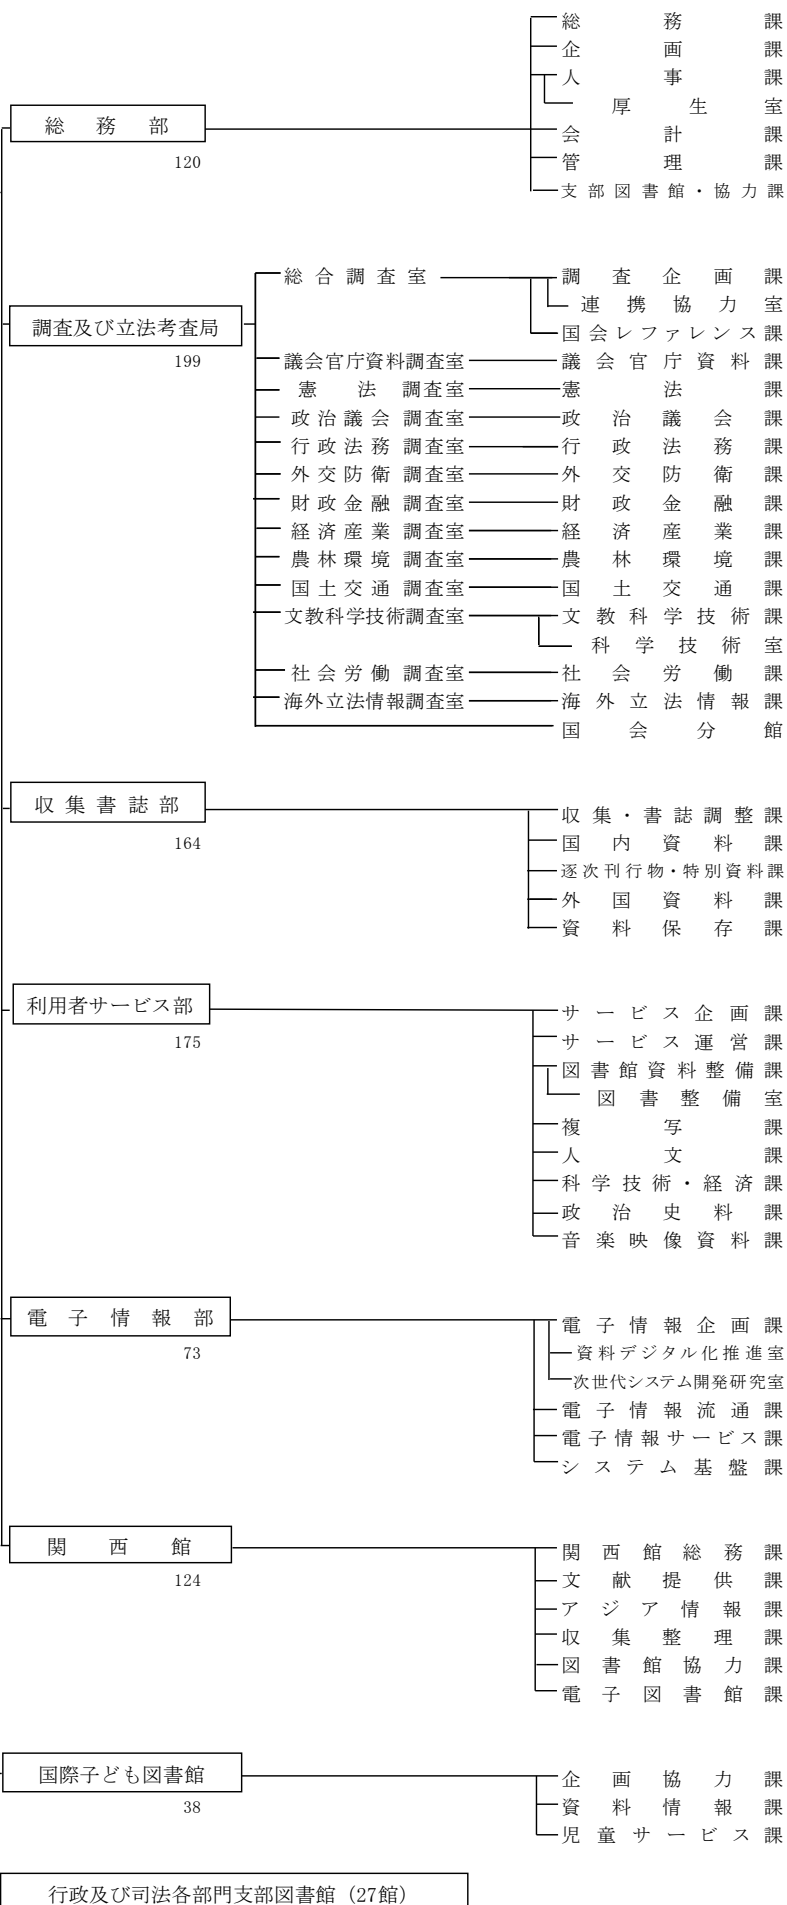 総務課
企画課
人事課
厚生室
総務部
会計課
120
管理課
支部図書館・協力課
総合調査室
調査企画課
連携協力室
調査及び立法考査局
国会レファレンス課
199
議会官庁資料調査室
議会官庁資料課
憲法調査室
憲法課
政治議会調査室
政治議会課
行政法務調査室
行政法務課
外交防衛調査室
外交防衛課
財政金融調査室
財政金融課
経済産業調査室
経済産業課
農林環境調査室
農林環境課
国土交通調査室
国土交通課
文教科学技術調査室
文教科学技術課
科学技術室
社会労働調査室
社会労働課
海外立法情報調査室
海外立法情報課
国会分館
収集書誌部
収集・書誌調整課
164
国内資料課
逐次刊行物・特別資料課
外国資料課
資料保存課
利用者サービス部
サービス企画課
175
サービス運営課
図書館資料整備課
図書整備室
複写課
人文課
科学技術・経済課
政治史料課
音楽映像資料課
電子情報部
電子情報企画課
73
資料デジタル化推進室
次世代システム開発研究室
電子情報流通課
電子情報サービス課
システム基盤課
関西館
関西館総務課
124
文献提供課
アジア情報課
収集整理課
図書館協力課
電子図書館課
国際子ども図書館
企画協力課
38
資料情報課
児童サービス課
行政及び司法各部門支部図書館（27館）